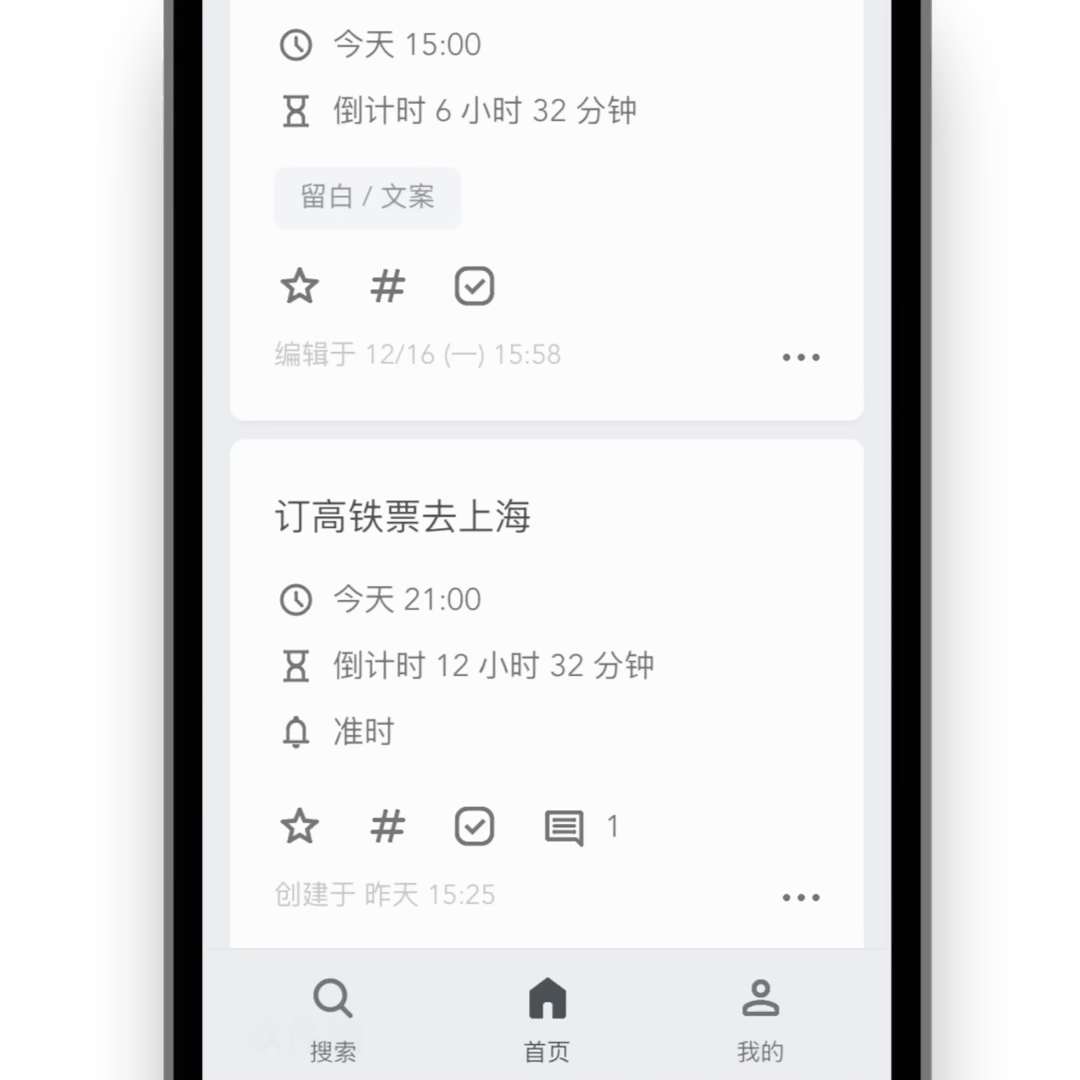 今天 15:00
倒计时 6 小时 32 分钟
留白 / 文案
编辑于 12/16 (一) 15:58
订高铁票去上海
今天 21:00
倒计时 12 小时 32 分钟
准时
1
创建于 昨天 15:25
搜索
首页
我的